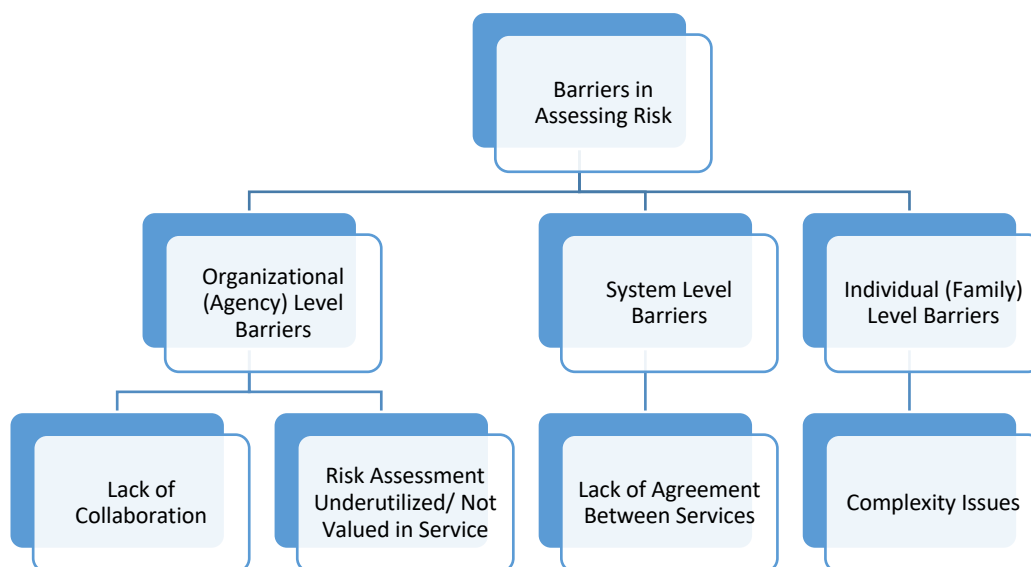 Barriers in
Assessing Risk
Organizational
(Agency) Level
Barriers
System Level
Barriers
Individual (Family)
Level Barriers
Lack of
Collaboration
Risk Assessment
Underutilized/ Not
Valued in Service
Lack of Agreement
Between Services
Complexity Issues